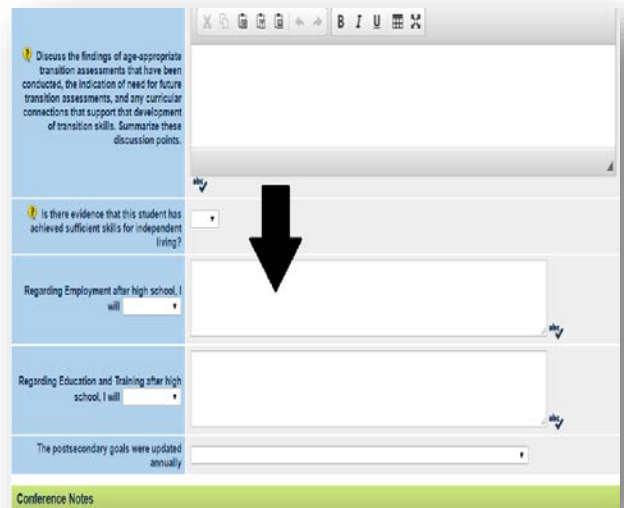 B I U
Discuss the findings of age-appropriate
transition assessments that have been
conducted, the indication of need for future
transition assessments, and any curricular
connections that support that development
of transition skills. Summarize these
discussion points.
abc
Is there evidence that this student has
achieved sufficient skills for independent
living?
Regarding Employment after high school, I
will
abc
Regarding Education and Training after high
school, I will
abc
The postsecondary goals were updated
annually
Conference Notes